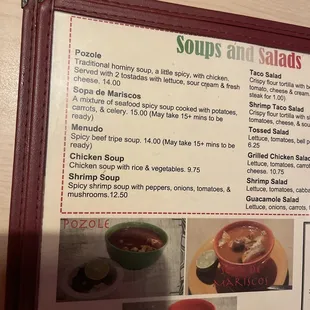 Soups and Salads
Pozole
Traditional hominy soup, a little spicy, with chicken.
Served with 2 tostadas with lettuce, sour cream & fresh
cheese. 14.00
Sopa de Mariscos
A mixture of seafood spicy soup cooked with potatoes,
carrots, & celery. 15.00 (May take 15+ mins to be
ready)
Menudo
Spicy beef tripe soup. 14.00 (May take 15+ mins to be
ready)
Chicken Soup
Chicken soup with rice & vegetables. 9.75
Shrimp Soup
Spicy shrimp soup with peppers, onions, tomatoes, &
mushrooms.12.50
Taco Salad
Crispy flour tortilla with
tomato, cheese & cream
steak for 1.00)
Shrimp Taco Salad
Crispy flour tortilla with
tomatoes, cheese, & sou
Tossed Salad
Lettuce, tomatoes, bell p
6.25
Grilled Chicken Salad
Lettuce, tomatoes,
cheese. 10.75
Shrimp Salad
Lettuce, tomatoes, cabba
Guacamole Salad
Lettuce, onions, carrots,
POZOLE
MARISCOS